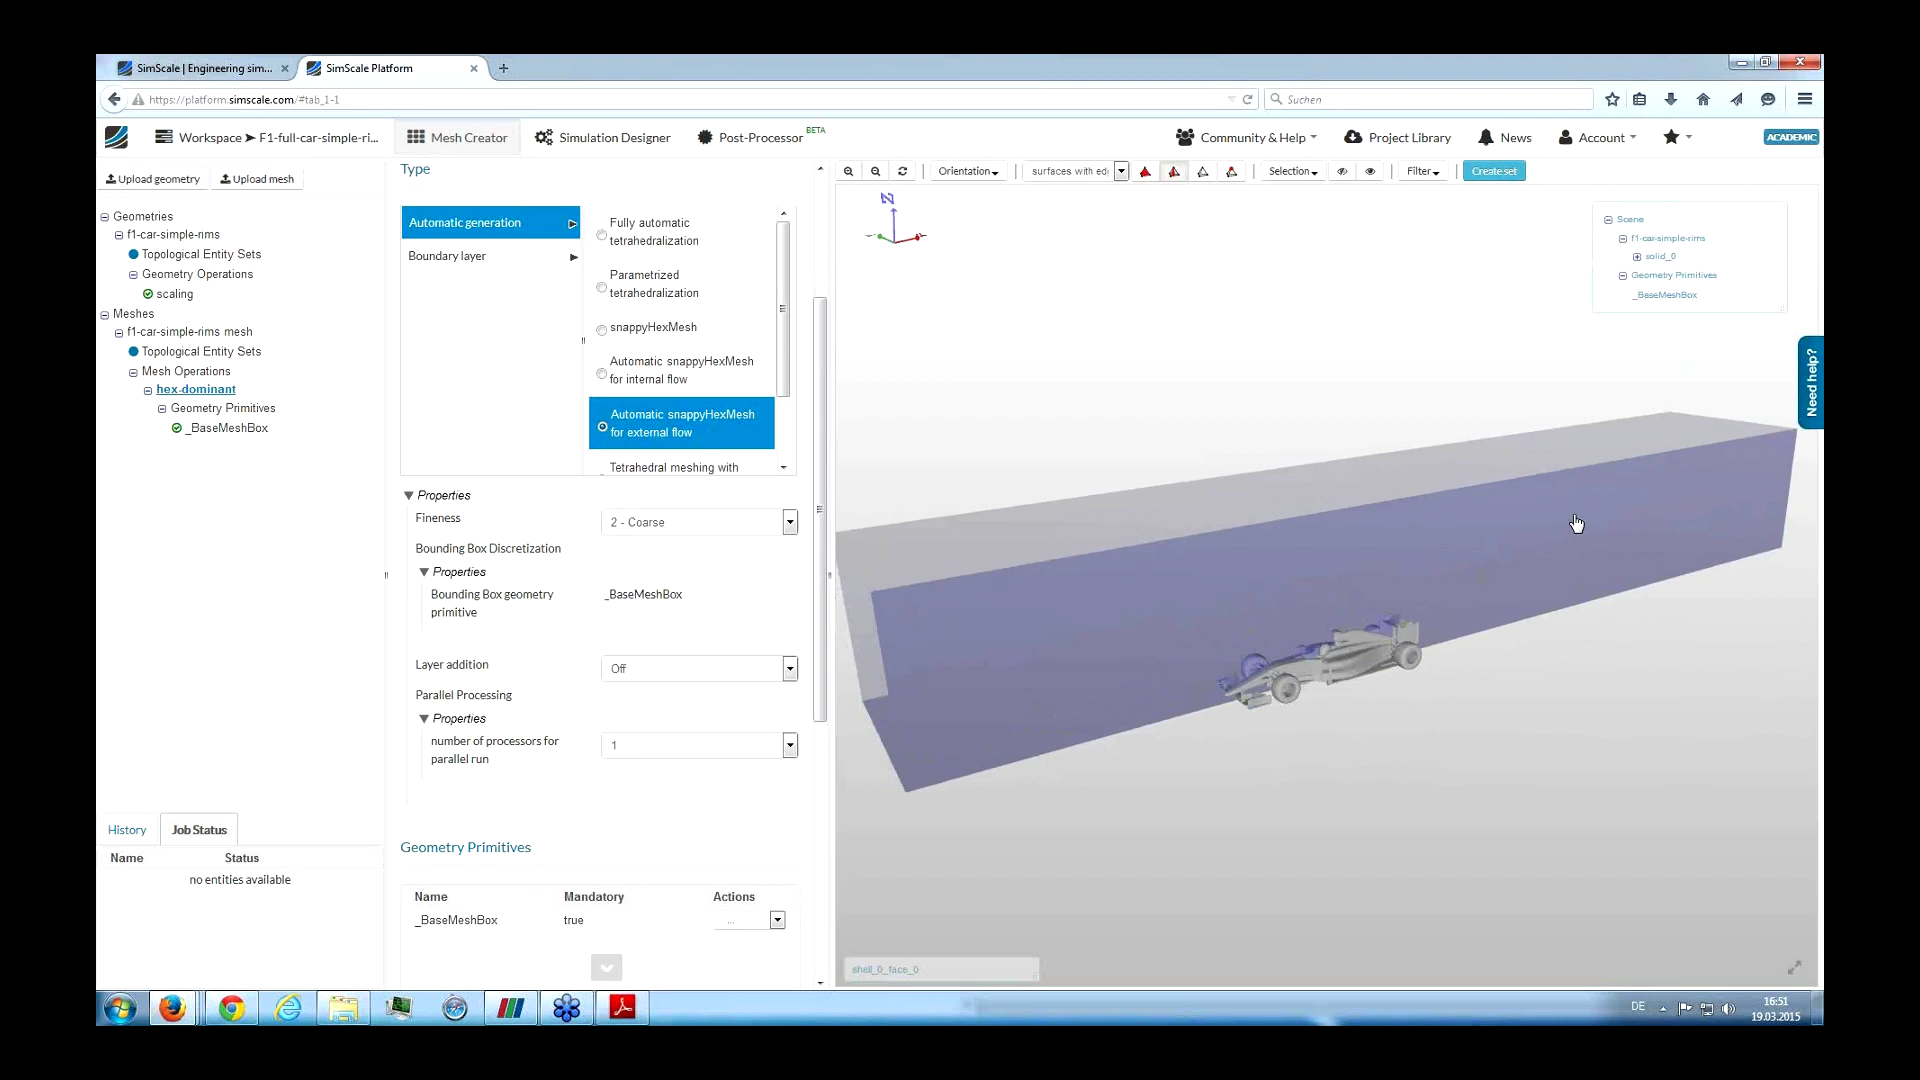 SimScale | Engineering sim...
SimScale Platform
https://platform.simscale.com/#tab_1-1
Suchen
Workspace ➤ F1-full-car-simple-ri...
Mesh Creator
Simulation Designer
Post-Processor BETA
Community & Help
Project Library
News
Account
ACADEMIC
Upload geometry
Upload mesh
Geometries
f1-car-simple-rims
Topological Entity Sets
Geometry Operations
scaling
Meshes
f1-car-simple-rims mesh
Topological Entity Sets
Mesh Operations
hex-dominant
Geometry Primitives
_BaseMeshBox
History
Job Status
Name Status
no entities available
Type
Automatic generation
Boundary layer
Fully automatic
tetrahedralization
Parametrized
tetrahedralization
snappyHexMesh
Automatic snappyHexMesh
for internal flow
Automatic snappyHexMesh
for external flow
Tetrahedral meshing with
Properties
Fineness
2 - Coarse
Bounding Box Discretization
Properties
Bounding Box geometry
primitive
_BaseMeshBox
Layer addition
Off
Parallel Processing
Properties
number of processors for
parallel run
1
Geometry Primitives
Name Mandatory Actions
_BaseMeshBox true ...
Orientation
surfaces with ed
Selection
Filter
Create set
Scene
f1-car-simple-rims
solid_0
Geometry Primitives
_BaseMeshBox
Need help?
shell_0_face_0
DE
16:51
19.03.2015